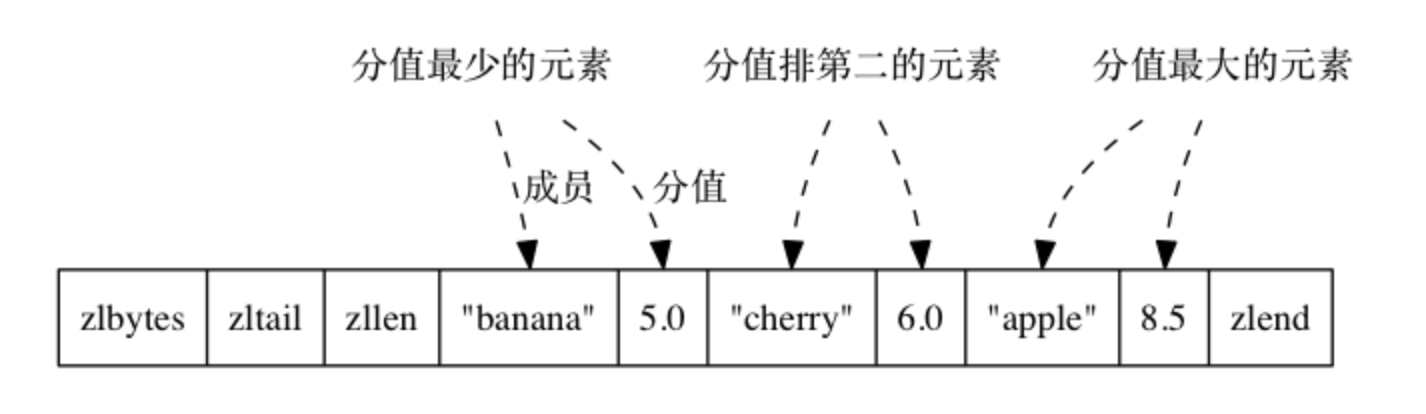 分值最少的元素 分值排第二的元素 分值最大的元素
成员 分值
zlbytes zltail zllen "banana" 5.0 "cherry" 6.0 "apple" 8.5 zlend